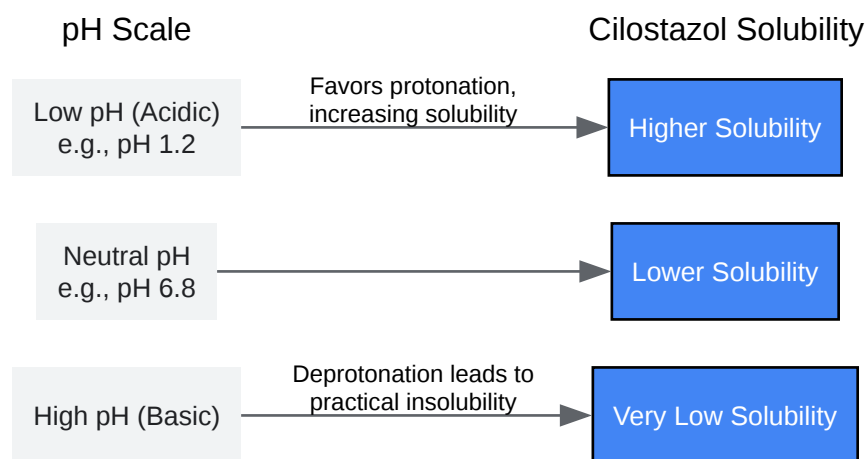 pH Scale
Cilostazol Solubility
Low pH (Acidic)
e.g., pH 1.2
Favors protonation,
increasing solubility
Higher Solubility
Neutral pH
e.g., pH 6.8
Lower Solubility
High pH (Basic)
Deprotonation leads to
practical insolubility
Very Low Solubility